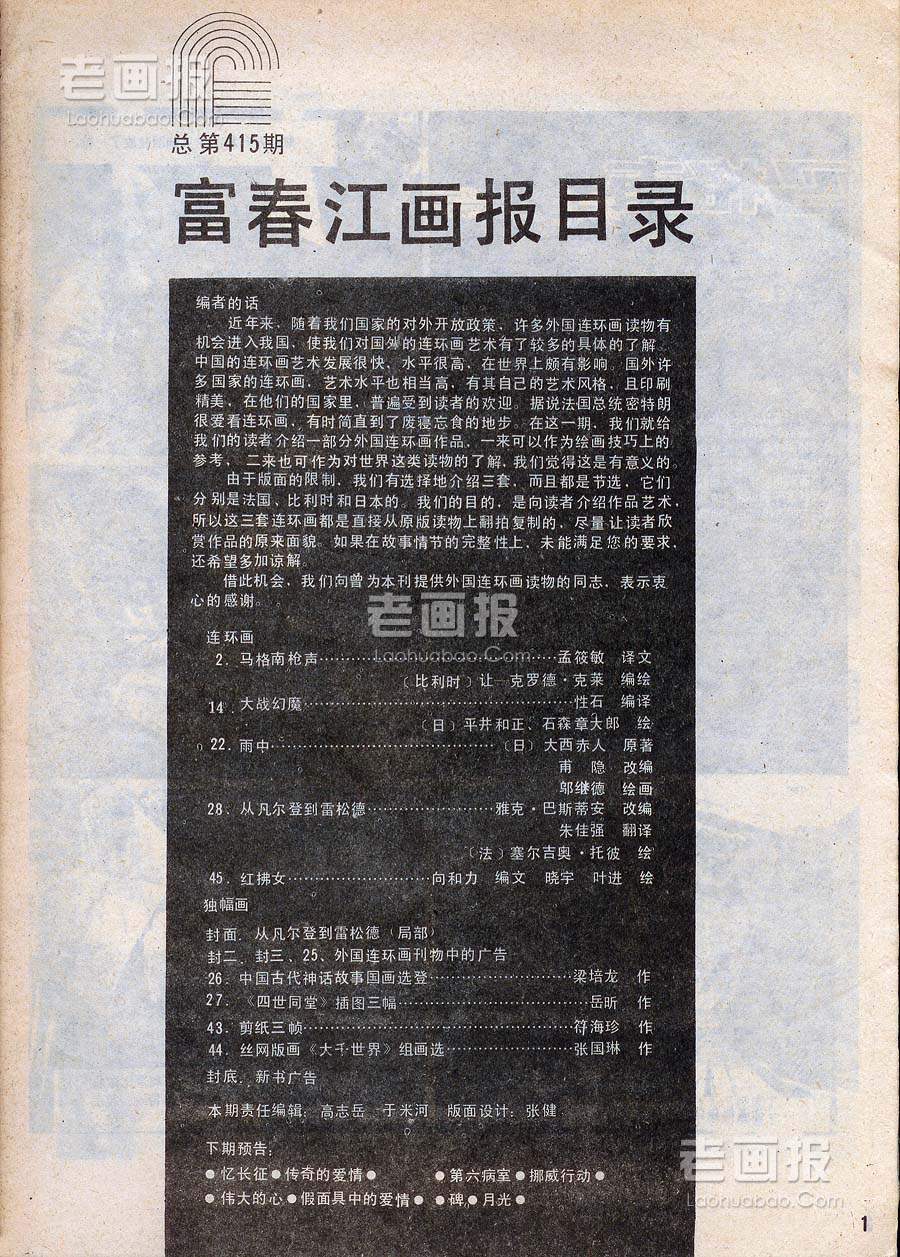 老画报
Laohuabao.Com
总第415期
富春江画报目录
编者的话
近年来，随着我们国家的对外开放政策，许多外国连环画读物有
机会进入我国，使我们对国外的连环画艺术有了较多的具体的了解。
中国的连环画艺术发展很快，水平很高，在世界上颇有影响。国外许
多国家的连环画，艺术水平也相当高，有其自己的艺术风格，且印刷
精美，在他们的国家里，普遍受到读者的欢迎。据说法国总统密特朗
很爱看连环画，有时简直到了废寝忘食的地步。在这一期，我们就给
我们的读者介绍一部分外国连环画作品，一来可以作为绘画技巧上的
参考，二来也可作为对世界这类读物的了解，我们觉得这是有意义的。
由于版面的限制，我们有选择地介绍三套，而且都是节选，它们
分别是法国、比利时和日本的。我们的目的，是向读者介绍作品艺术，
所以这三套连环画都是直接从原版读物上翻拍复制的，尽量让读者欣
赏作品的原来面貌。如果在故事情节的完整性上，未能满足您的要求，
还希望多加谅解。
借此机会，我们向曾为本刊提供外国连环画读物的同志，表示衷
心的感谢。
老画报
Laohuabao.Com
连环画
2．马格南枪声……………………………孟筱敏 译文
（比利时）让—克罗德·克莱 编绘
14．大战幻魔……………………………性石 编译
（日）平井和正、石森章大郎 绘
22．雨中……………………………（日）大西赤人 原著
甫 隐 改编
邬继德 绘画
28．从凡尔登到雷松德………………雅克·巴斯蒂安 改编
朱佳强 翻译
（法）塞尔吉奥·托彼 绘
45．红拂女……………………向和力 编文 晓宇 叶进 绘
独幅画
封面．从凡尔登到雷松德（局部）
封二．封三、25、外国连环画刊物中的广告
26．中国古代神话故事国画选登…………………梁培龙 作
27．《四世同堂》插图三幅……………………岳昕 作
43．剪纸三帧………………………………符海珍 作
44．丝网版画《大千世界》组画选………………张国琳 作
封底．新书广告
本期责任编辑：高志岳 于米河 版面设计：张健
下期预告：
●忆长征●传奇的爱情● ●第六病室●挪威行动●
●伟大的心●假面具中的爱情● ●碑●月光●
老画报
Laohuabao.Com
1